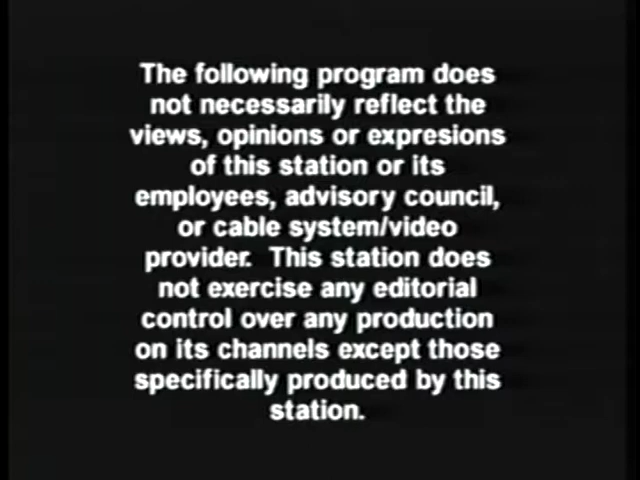 The following program does
not necessarily reflect the
views, opinions or expresions
of this station or its
employees, advisory council,
or cable system/video
provider.  This station does
not exercise any editorial
control over any production
on its channels except those
specifically produced by this
station.